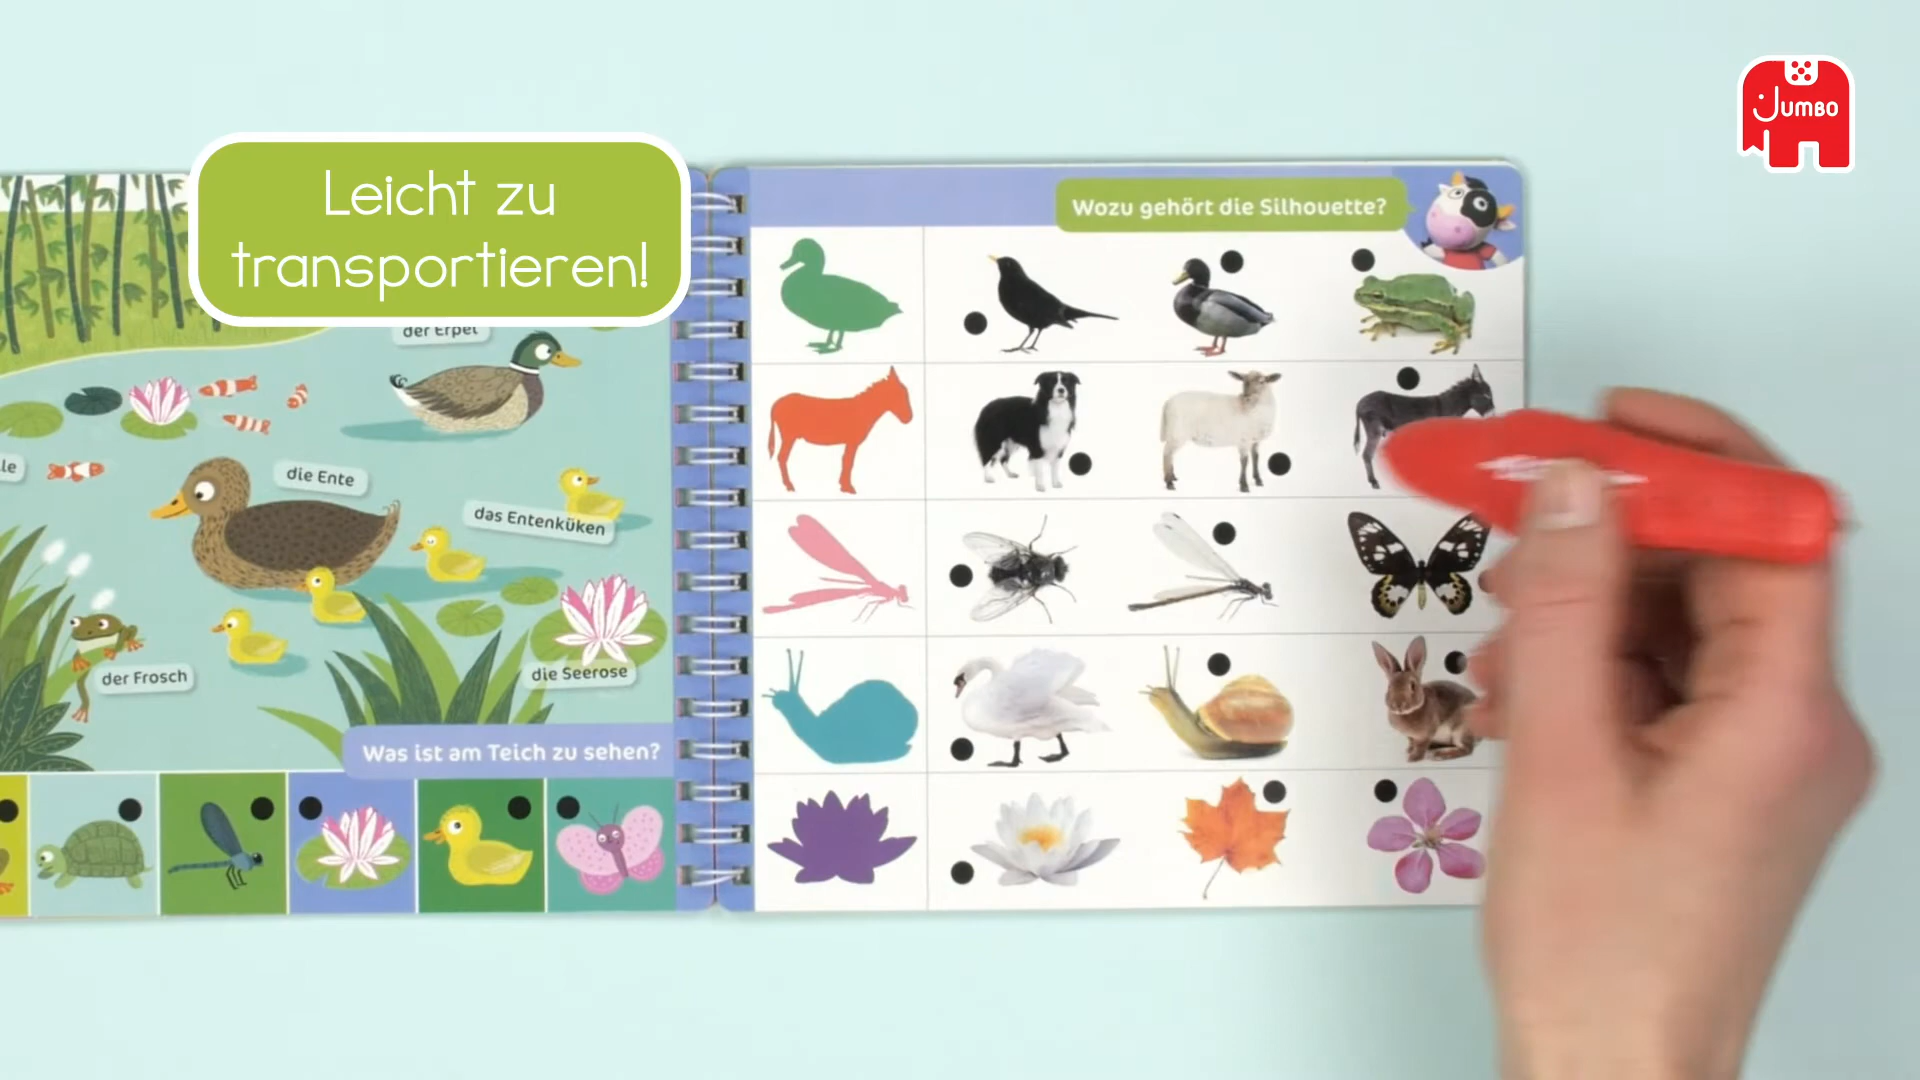 Leicht zu
transportieren!
JUMBO
Wozu gehört die Silhouette?
der Erpel
die Ente
das Entenküken
der Frosch
die Seerose
Was ist am Teich zu sehen?